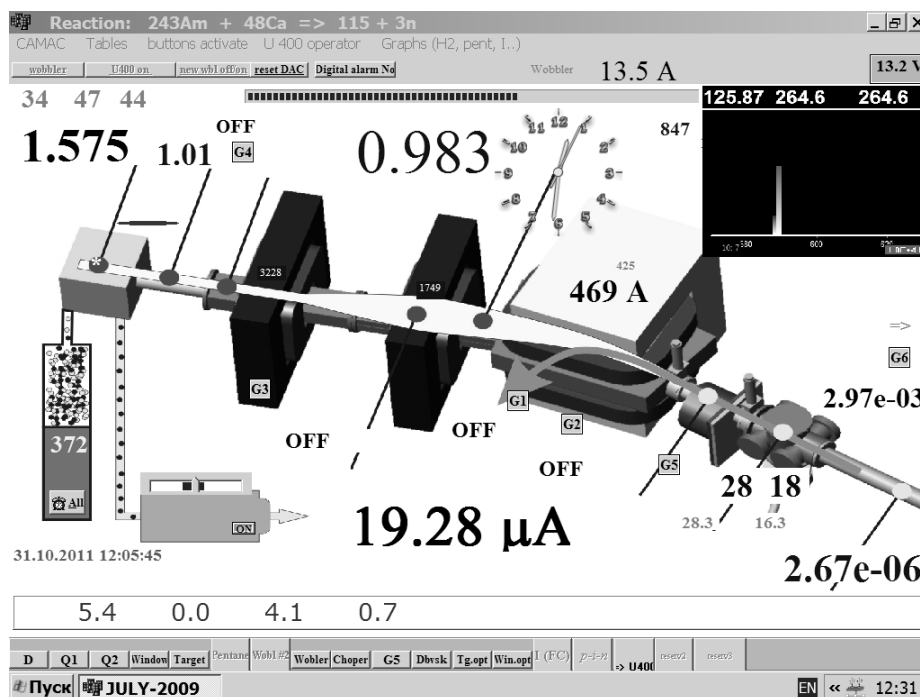 Reaction: 243Am + 48Ca => 115 + 3n
CAMAC Tables buttons activate U 400 operator Graphs (H2, pent, I..)
wobbler U400 on new wbl off/on reset DAC Digital alarm No Wobbler 13.5 A 13.2 V
34 47 44
125.87 264.6 264.6
OFF
1.575 1.01 G4 0.983 847
12 1 2 3 4 5 6 7 8 9 10 11
10: 7 580 600 620
3228 1749 425
469 A
=>
G6
G3 G1 G2
2.97e-03
OFF OFF
372 OFF G5
All 28 18
ON 19.28 µA 28.3 16.3
31.10.2011 12:05:45
2.67e-06
5.4 0.0 4.1 0.7
D Q1 Q2 Window Target Pentane Wobl #2 Wobler Choper G5 Dbvsk Tg.opt Win.opt I (FC) p-i-n => U400 reserv2 reserv3
Пуск JULY-2009 EN « 12:31